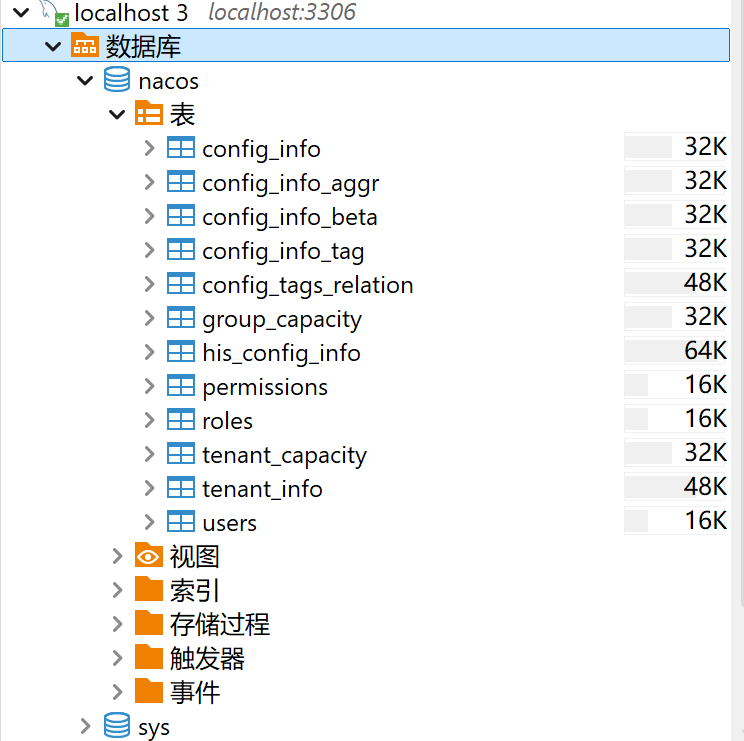 localhost 3 localhost:3306
数据库
nacos
表
config_info 32K
config_info_aggr 32K
config_info_beta 32K
config_info_tag 32K
config_tags_relation 48K
group_capacity 32K
his_config_info 64K
permissions 16K
roles 16K
tenant_capacity 32K
tenant_info 48K
users 16K
视图
索引
存储过程
触发器
事件
sys